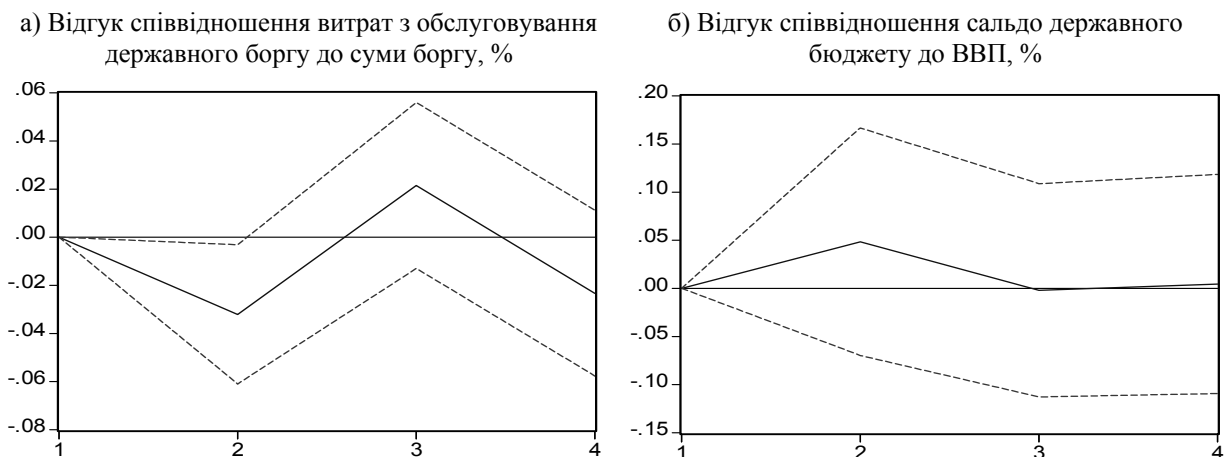 а) Відгук співвідношення витрат з обслуговування
державного боргу до суми боргу, %
.06
.04
.02
.00
-.02
-.04
-.06
-.08
1 2 3 4
б) Відгук співвідношення сальдо державного
бюджету до ВВП, %
.20
.15
.10
.05
.00
-.05
-.10
-.15
1 2 3 4